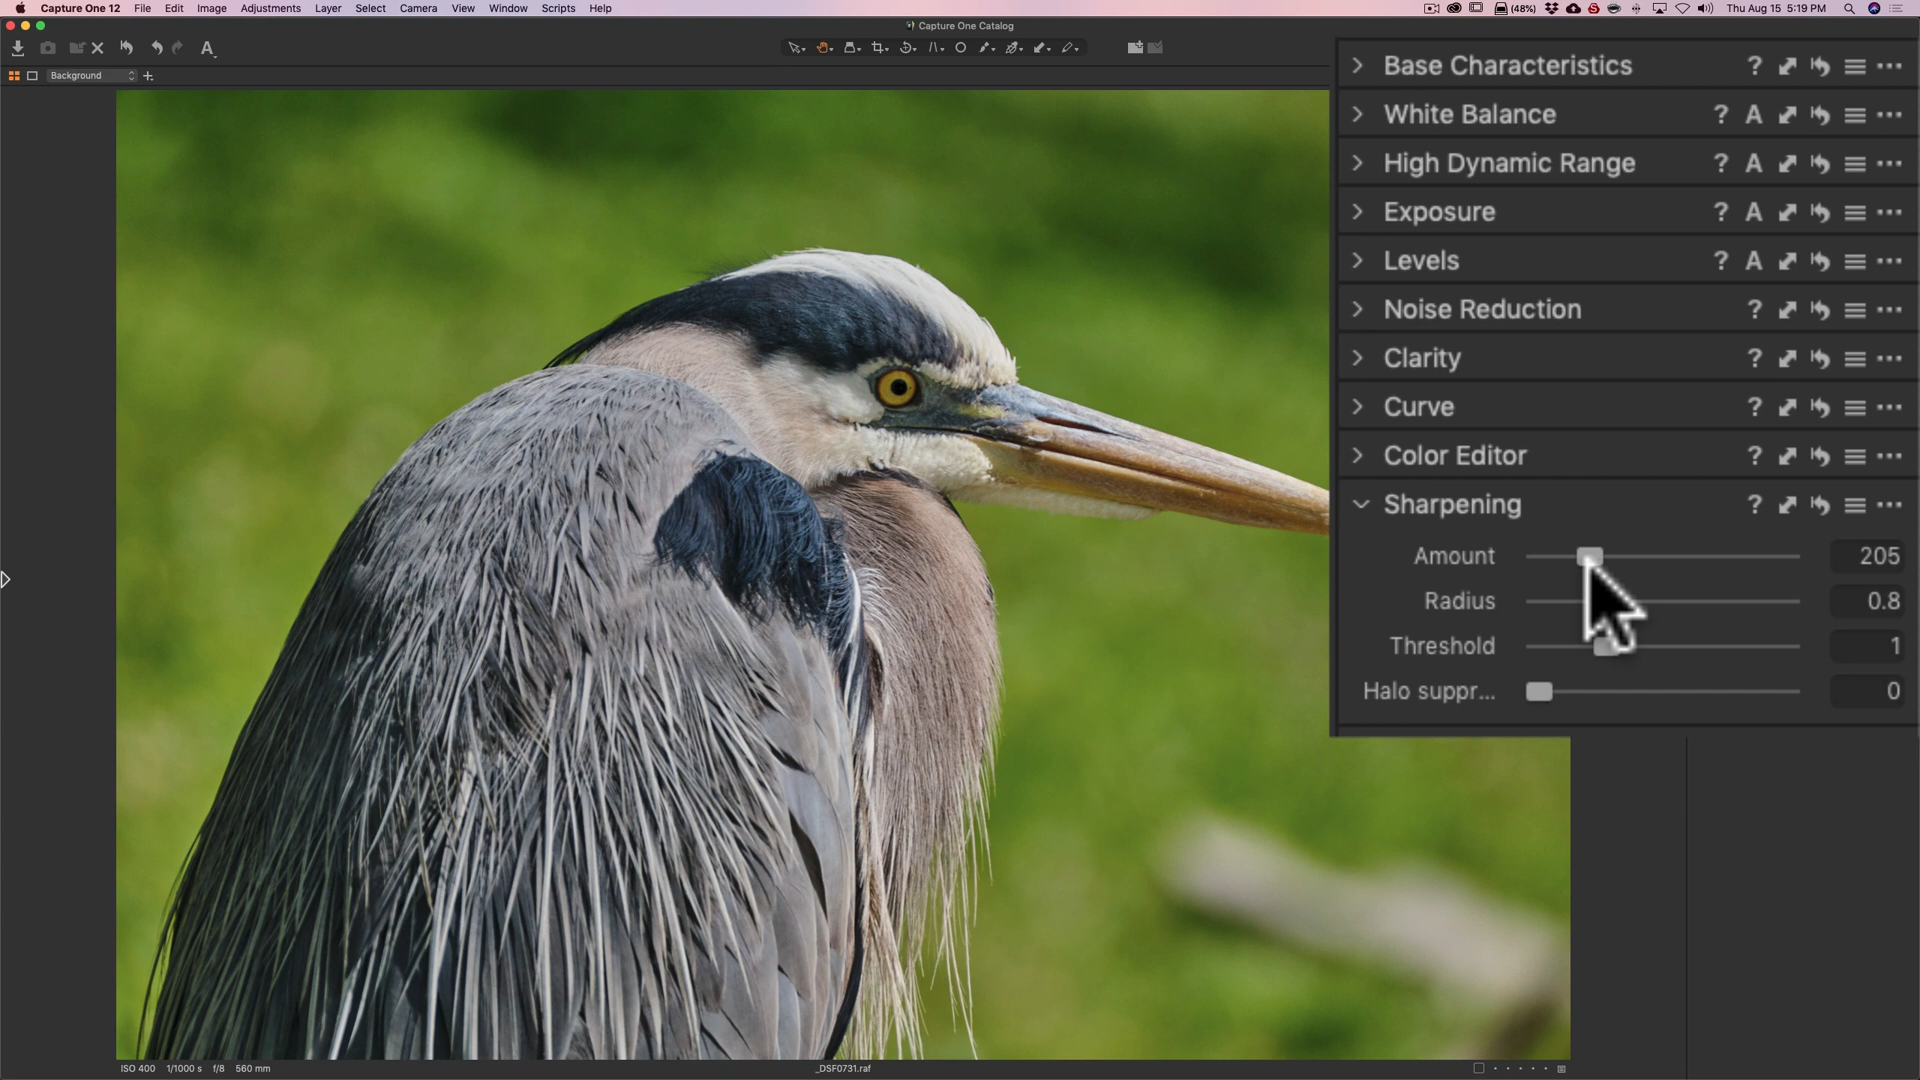 Capture One 12 File Edit Image Adjustments Layer Select Camera View Window Scripts Help (48%) Thu Aug 15 5:19 PM
Capture One Catalog
A
Background
Base Characteristics ?
White Balance ? A
High Dynamic Range ? A
Exposure ? A
Levels ? A
Noise Reduction ?
Clarity ?
Curve ?
Color Editor ?
Sharpening ?
Amount 205
Radius 0.8
Threshold 1
Halo suppr... 0
ISO 400 1/1000 s f/8 560 mm _DSF0731.raf